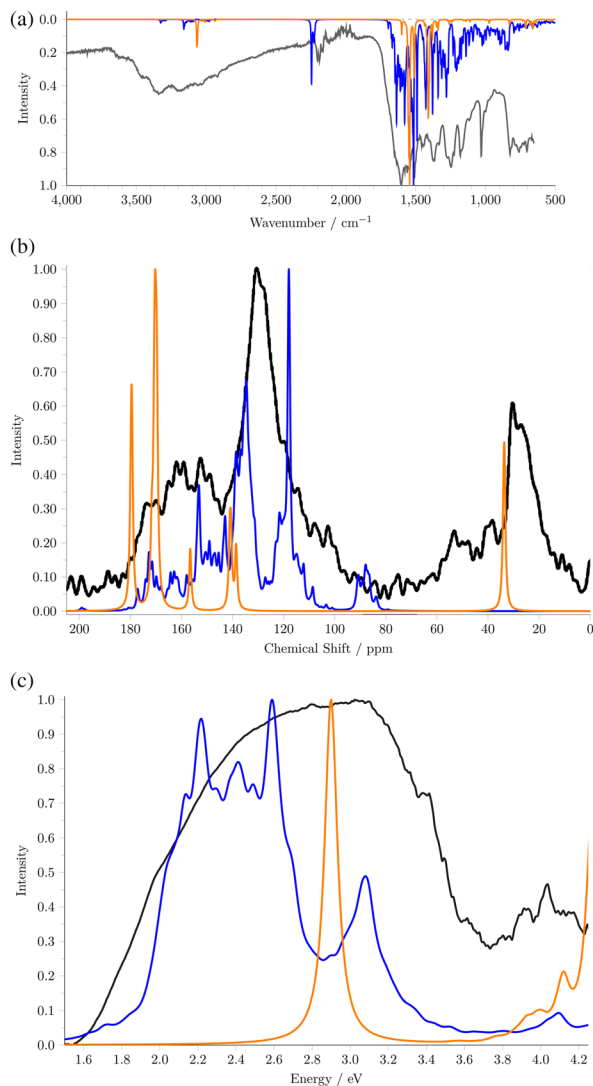 (a)
0.0
0.2
0.4
0.6
0.8
1.0
Intensity
4,000 3,500 3,000 2,500 2,000 1,500 1,000 500
Wavenumber / cm⁻¹
(b)
1.00
0.90
0.80
0.70
0.60
0.50
0.40
0.30
0.20
0.10
0.00
Intensity
200 180 160 140 120 100 80 60 40 20 0
Chemical Shift / ppm
(c)
1.0
0.9
0.8
0.7
0.6
0.5
0.4
0.3
0.2
0.1
0.0
Intensity
1.6 1.8 2.0 2.2 2.4 2.6 2.8 3.0 3.2 3.4 3.6 3.8 4.0 4.2
Energy / eV